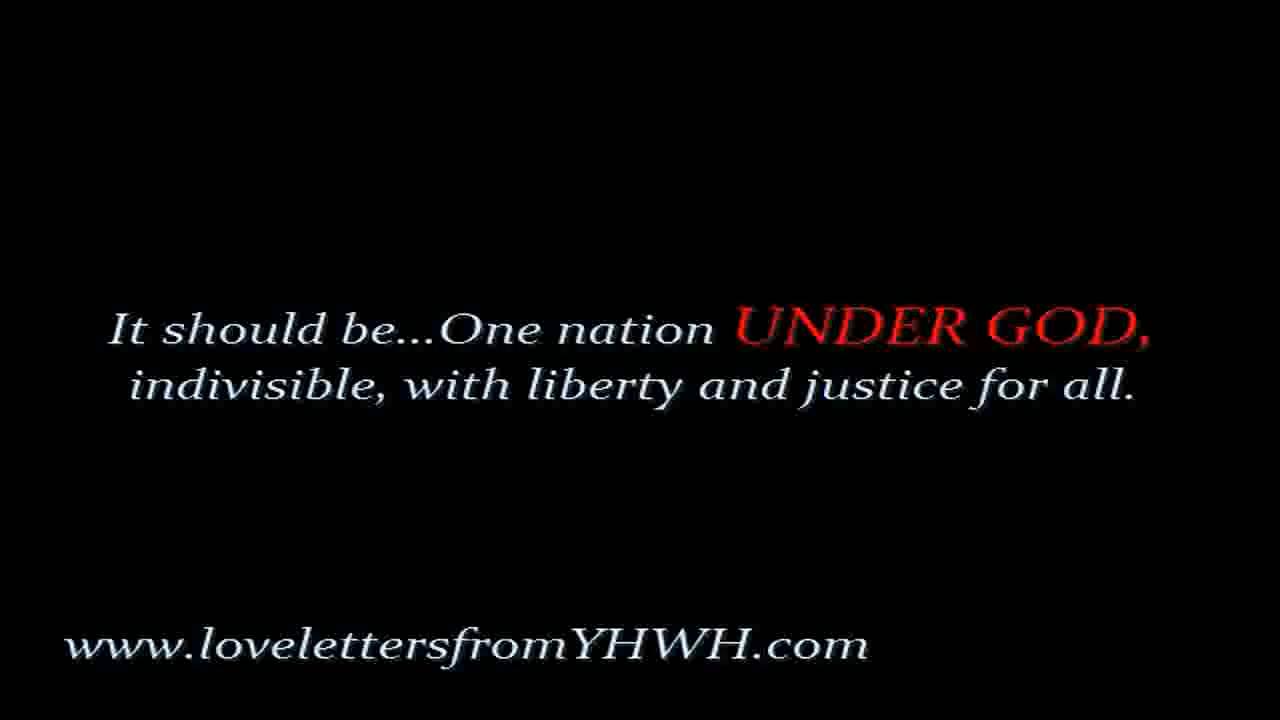 It should be...One nation UNDER GOD,
indivisible, with liberty and justice for all.
www.lovelettersfromYHWH.com